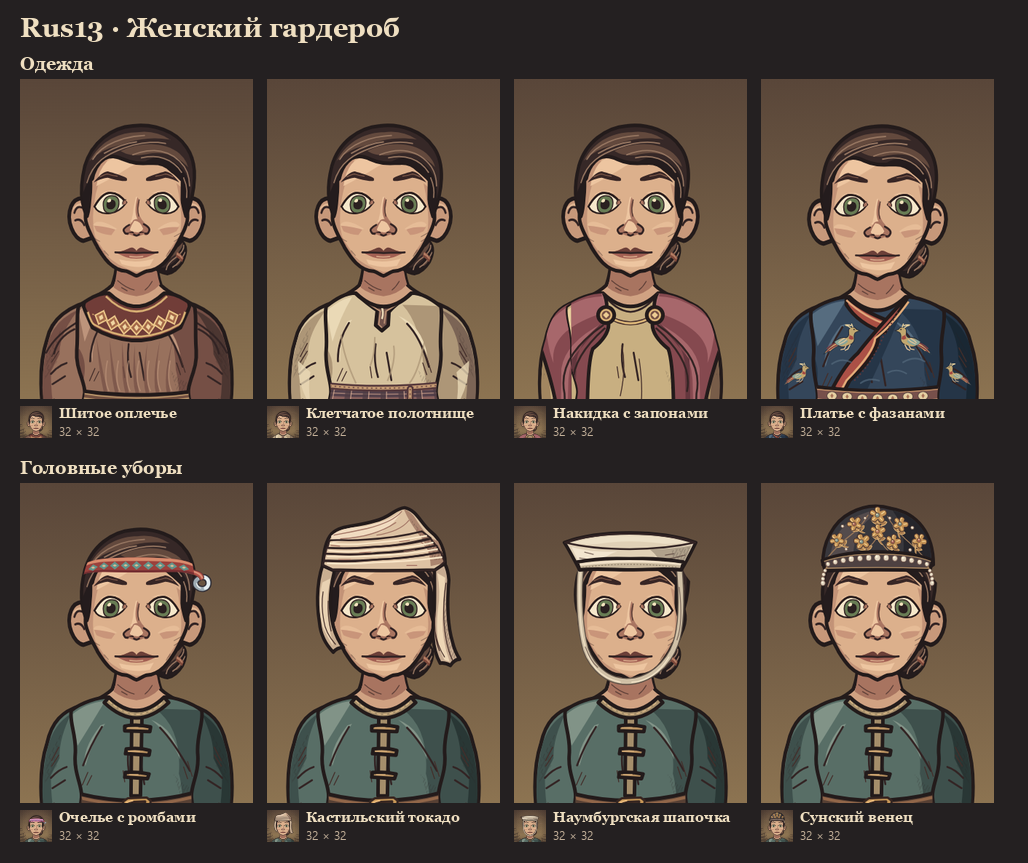 Rus13 · Женский гардероб
Одежда
Шитое оплечье
32 × 32
Клетчатое полотнище
32 × 32
Накидка с запонами
32 × 32
Платье с фазанами
32 × 32
Головные уборы
Очелье с ромбами
32 × 32
Кастильский токадо
32 × 32
Наумбургская шапочка
32 × 32
Сунский венец
32 × 32